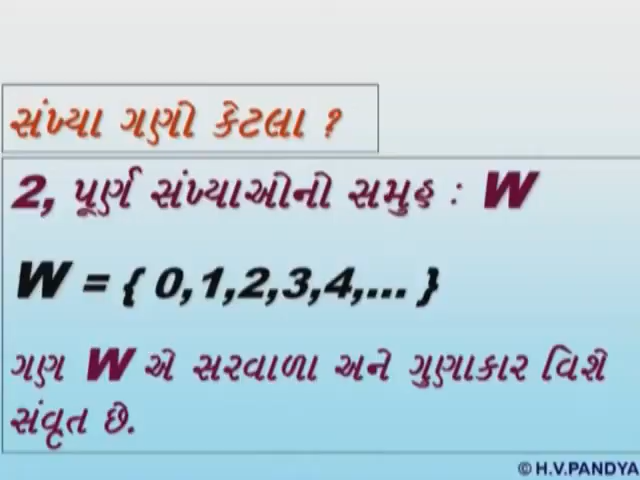 સંખ્યા ગણો કેટલા ?
2, પૂર્ણ સંખ્યાઓનો સમુહ : W
W = { 0,1,2,3,4,... }
ગણ W એ સરવાળા અને ગુણાકાર વિશે
સંવૃત છે.
© H.V.PANDYA